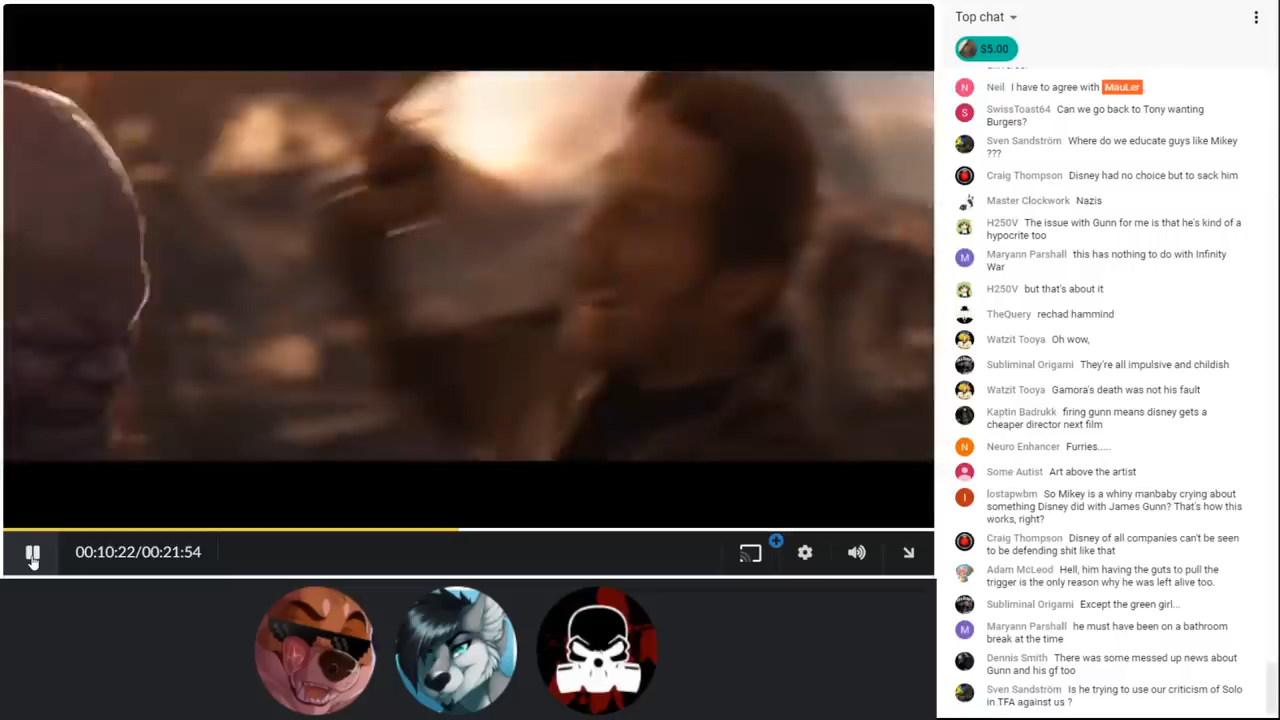 Top chat
$5.00
Neil I have to agree with MauLer
SwissToast64 Can we go back to Tony wanting
Burgers?
Sven Sandström Where do we educate guys like Mikey
???
Craig Thompson Disney had no choice but to sack him
Master Clockwork Nazis
H250V The issue with Gunn for me is that he's kind of a
hypocrite too
Maryann Parshall this has nothing to do with Infinity
War
H250V but that's about it
TheQuery rechad hammind
Watzit Tooya Oh wow,
Subliminal Origami They're all impulsive and childish
Watzit Tooya Gamora's death was not his fault
Kaptin Badrukk firing gunn means disney gets a
cheaper director next film
Neuro Enhancer Furries.....
Some Autist Art above the artist
lostapwbm So Mikey is a whiny manbaby crying about
something Disney did with James Gunn? That's how this
works, right?
Craig Thompson Disney of all companies can't be seen
to be defending shit like that
Adam McLeod Hell, him having the guts to pull the
trigger is the only reason why he was left alive too.
Subliminal Origami Except the green girl...
Maryann Parshall he must have been on a bathroom
break at the time
Dennis Smith There was some messed up news about
Gunn and his gf too
Sven Sandström Is he trying to use our criticism of Solo
in TFA against us ?
00:10:22/00:21:54